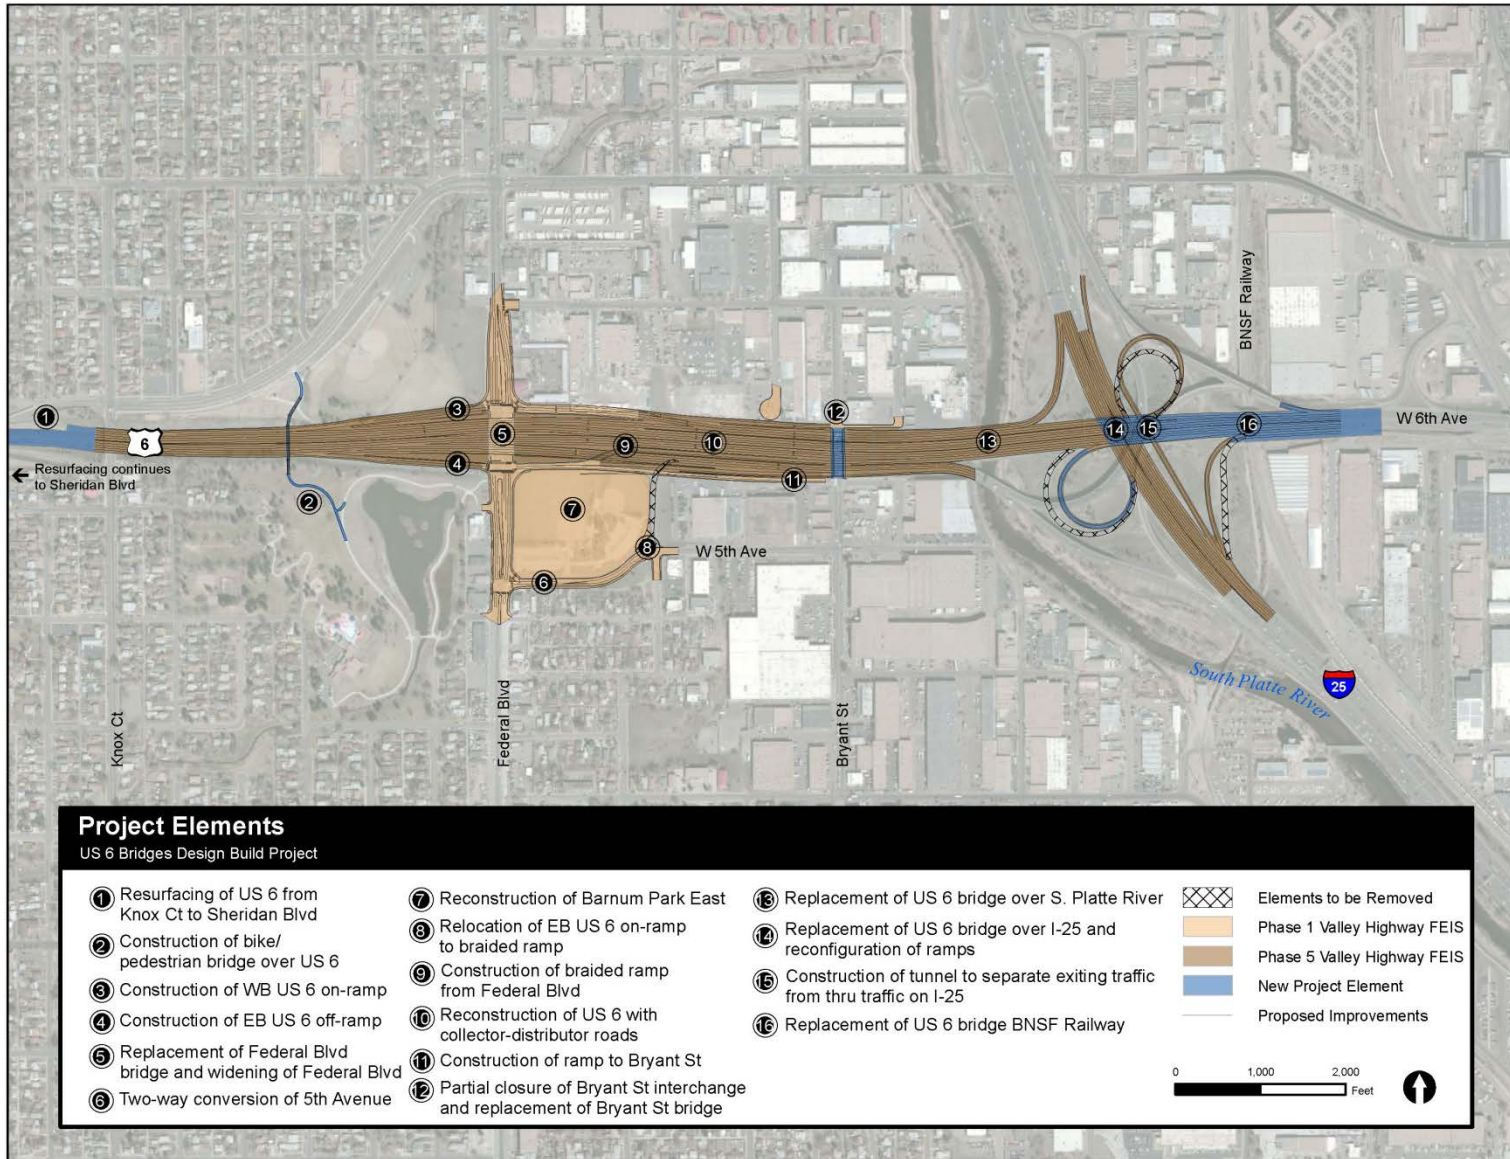 BNSF Railway
1
3
12
W 6th Ave
6
5
9
10
13
14
15
16
4
Resurfacing continues
to Sheridan Blvd
11
2
7
8
W 5th Ave
6
South Platte River
25
Knox Ct
Federal Blvd
Bryant St
Project Elements
US 6 Bridges Design Build Project
1 Resurfacing of US 6 from
Knox Ct to Sheridan Blvd
2 Construction of bike/
pedestrian bridge over US 6
3 Construction of WB US 6 on-ramp
4 Construction of EB US 6 off-ramp
5 Replacement of Federal Blvd
bridge and widening of Federal Blvd
6 Two-way conversion of 5th Avenue
7 Reconstruction of Barnum Park East
8 Relocation of EB US 6 on-ramp
to braided ramp
9 Construction of braided ramp
from Federal Blvd
10 Reconstruction of US 6 with
collector-distributor roads
11 Construction of ramp to Bryant St
12 Partial closure of Bryant St interchange
and replacement of Bryant St bridge
13 Replacement of US 6 bridge over S. Platte River
14 Replacement of US 6 bridge over I-25 and
reconfiguration of ramps
15 Construction of tunnel to separate exiting traffic
from thru traffic on I-25
16 Replacement of US 6 bridge BNSF Railway
Elements to be Removed
Phase 1 Valley Highway FEIS
Phase 5 Valley Highway FEIS
New Project Element
Proposed Improvements
0 1,000 2,000
Feet